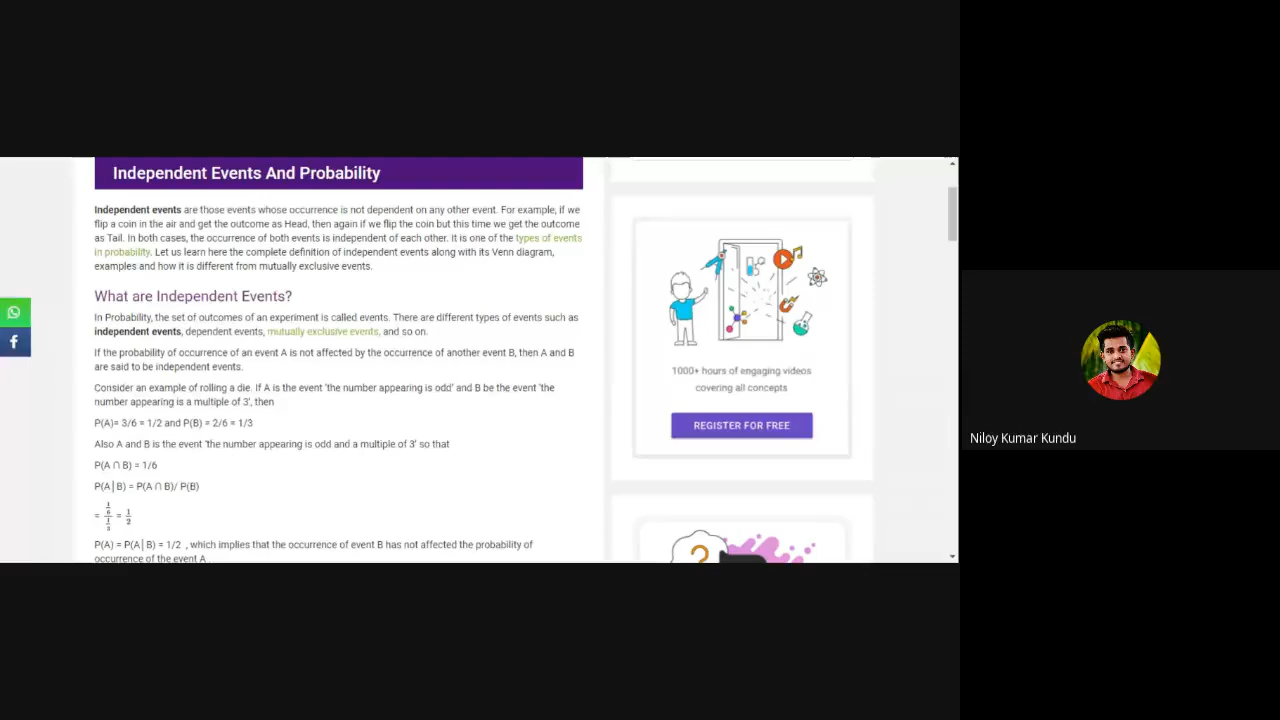 Independent Events And Probability
Independent events are those events whose occurrence is not dependent on any other event. For example, if we
flip a coin in the air and get the outcome as Head, then again if we flip the coin but this time we get the outcome
as Tail. In both cases, the occurrence of both events is independent of each other. It is one of the types of events
in probability. Let us learn here the complete definition of independent events along with its Venn diagram,
examples and how it is different from mutually exclusive events.
What are Independent Events?
In Probability, the set of outcomes of an experiment is called events. There are different types of events such as
independent events, dependent events, mutually exclusive events, and so on.
If the probability of occurrence of an event A is not affected by the occurrence of another event B, then A and B
are said to be independent events.
Consider an example of rolling a die. If A is the event 'the number appearing is odd' and B be the event 'the
number appearing is a multiple of 3', then
P(A)= 3/6 = 1/2 and P(B) = 2/6 = 1/3
Also A and B is the event 'the number appearing is odd and a multiple of 3' so that
P(A ∩ B) = 1/6
P(A│B) = P(A ∩ B)/ P(B)
= (1/6)/(1/3) = 1/2
P(A) = P(A│B) = 1/2 , which implies that the occurrence of event B has not affected the probability of
occurrence of the event A
1000+ hours of engaging videos
covering all concepts
REGISTER FOR FREE
?
Niloy Kumar Kundu